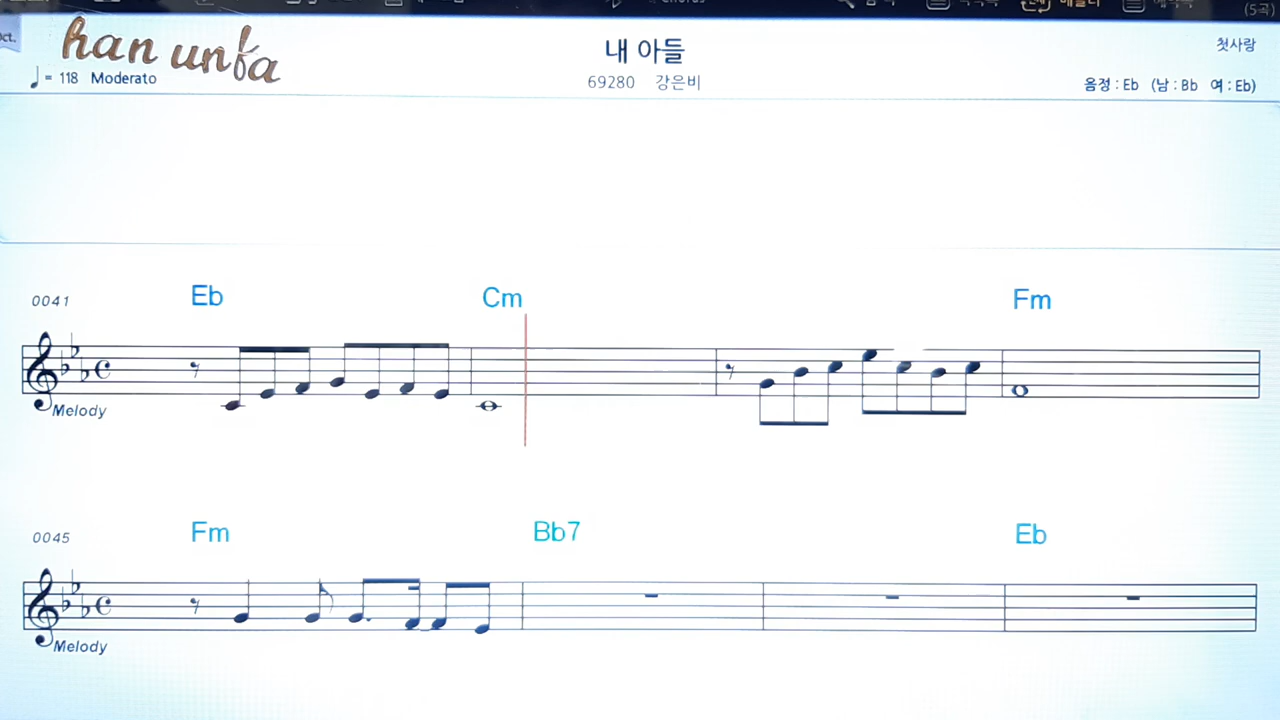 han unfa
내 아들
첫사랑
♩= 118 Moderato
69280 강은비
음정 : Eb (남 : Bb 여 : Eb)
0041
Eb Cm Fm
Melody
0045
Fm Bb7 Eb
Melody